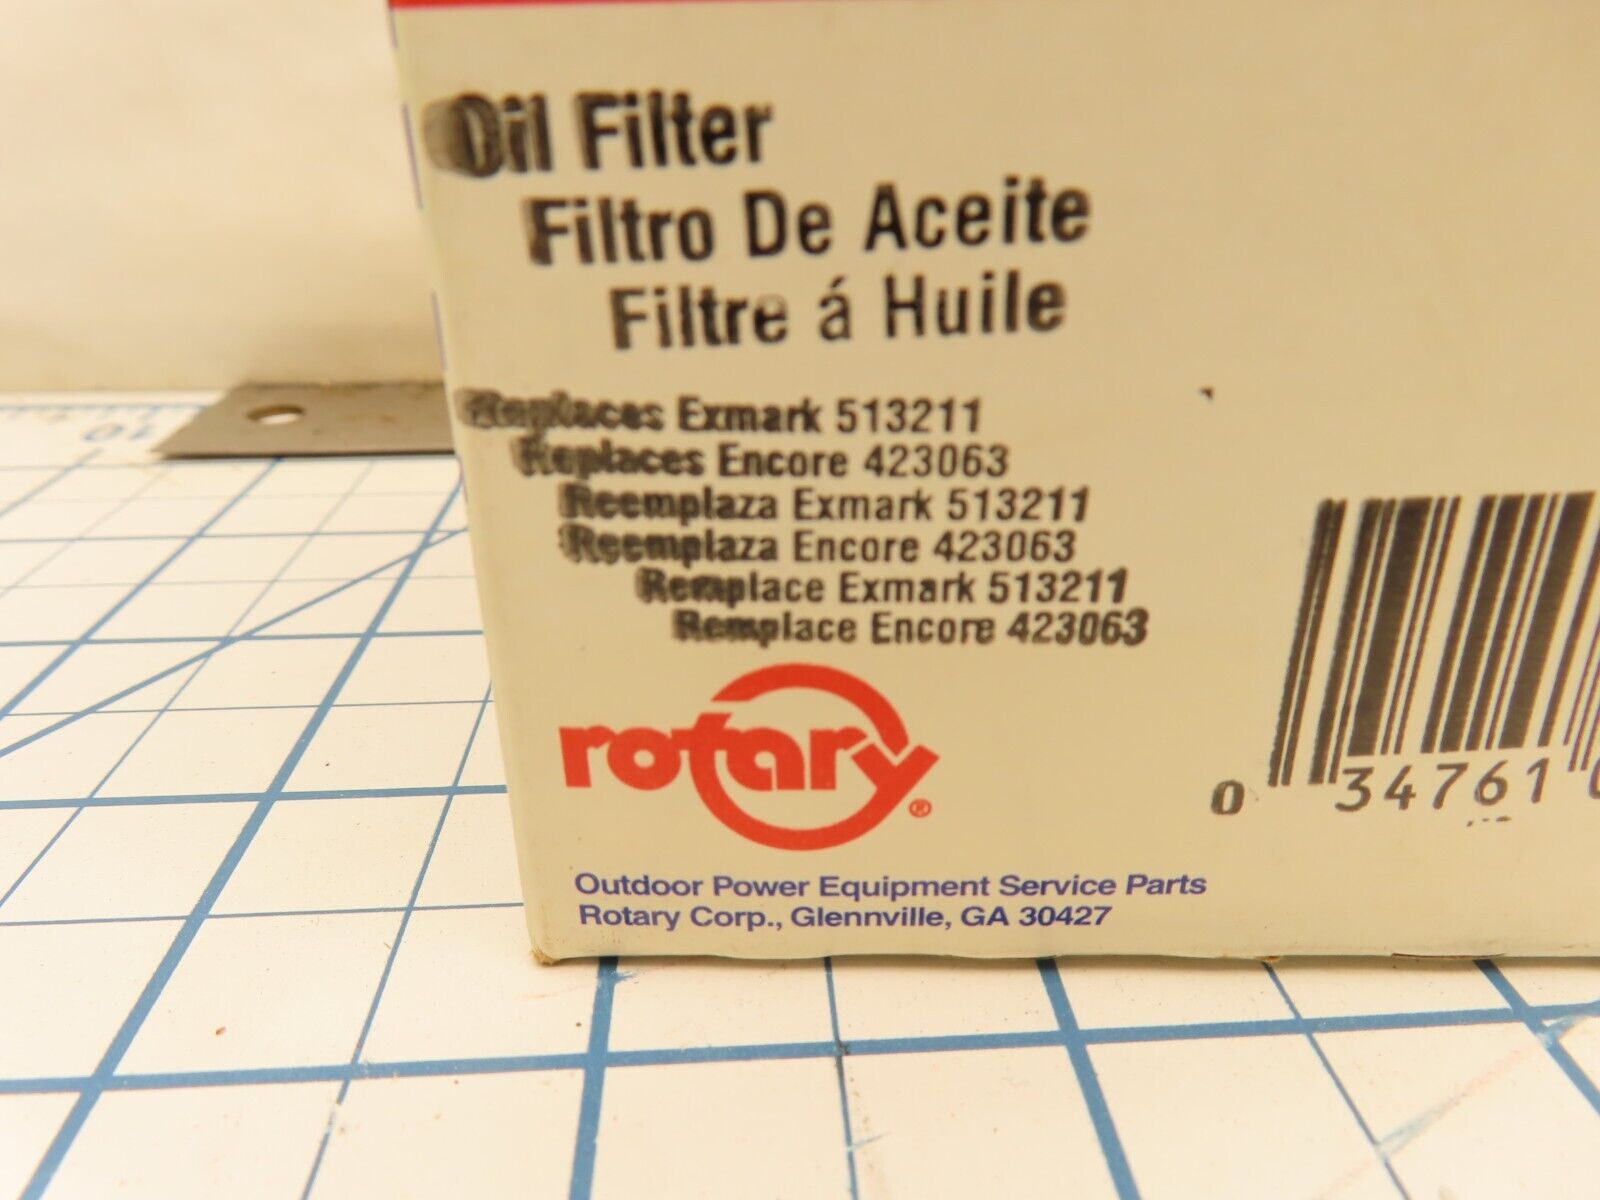 Oil Filter
Filtro De Aceite
Filtre á Huile
Replaces Exmark 513211
Replaces Encore 423063
Reemplaza Exmark 513211
Reemplaza Encore 423063
Remplace Exmark 513211
Remplace Encore 423063
rotary®
0 34761
Outdoor Power Equipment Service Parts
Rotary Corp., Glennville, GA 30427
10